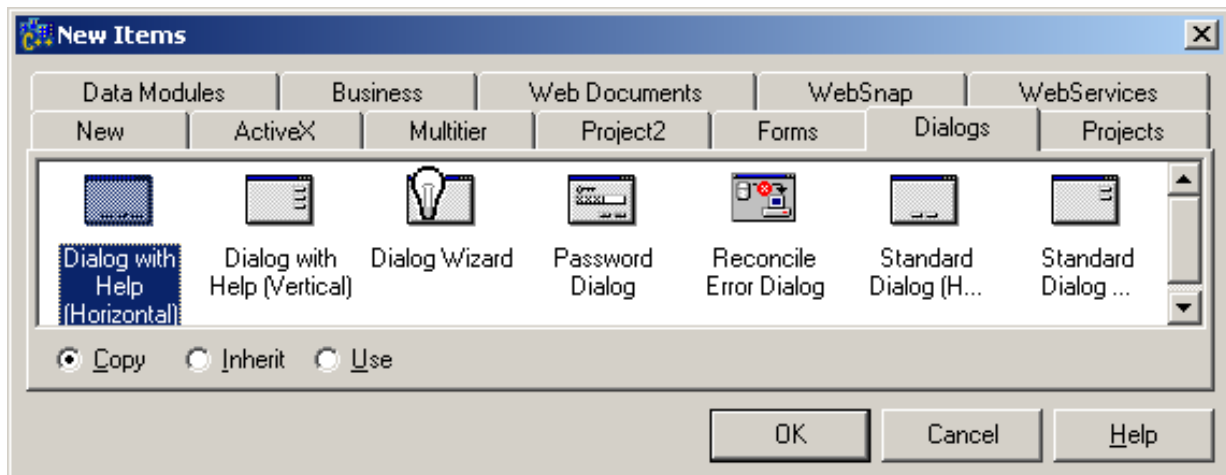 New Items
Data Modules Business Web Documents WebSnap WebServices
New ActiveX Multitier Project2 Forms Dialogs Projects
Dialog with Dialog with Dialog Wizard Password Reconcile Standard Standard
Help Help (Vertical) Dialog Error Dialog Dialog (H... Dialog ...
(Horizontal)
Copy Inherit Use
OK Cancel Help